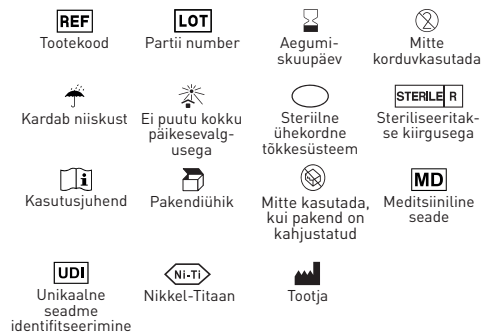 REF
Tootekood
LOT
Partii number
Aegumi-
skuupäev
Mitte
korduvkasutada
Kardab niiskust
Ei puutu kokku
päikesevalg-
usega
Steriilne
ühekordne
tõkkesüsteem
STERILE R
Steriliseeritak-
se kiirgusega
i
Kasutusjuhend
Pakendiühik
Mitte kasutada,
kui pakend on
kahjustatud
MD
Meditsiiniline
seade
UDI
Unikaalne
seadme
identifitseerimine
Ni-Ti
Nikkel-Titaan
Tootja